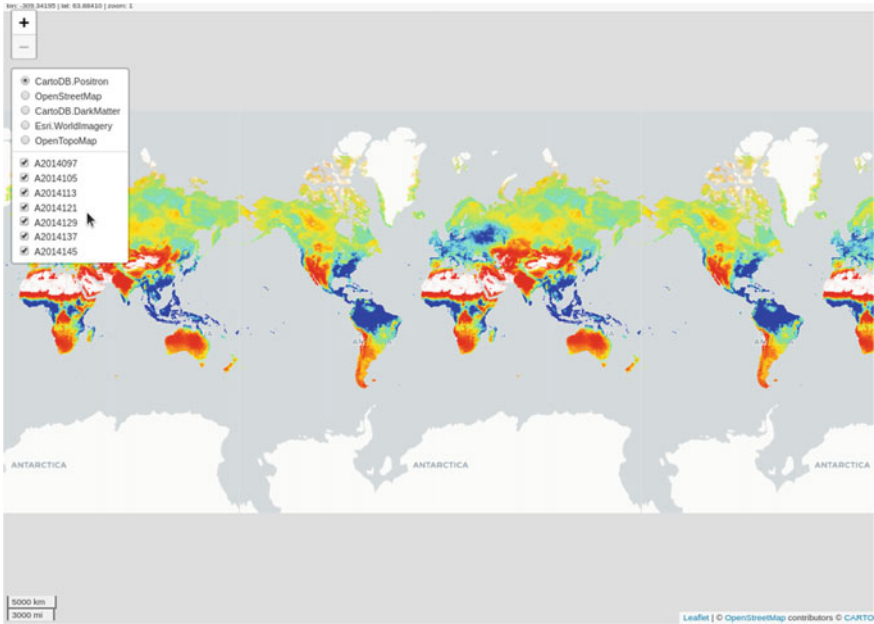 lon: -309.34195 | lat: 63.88410 | zoom: 1
+
−
CartoDB.Positron
OpenStreetMap
CartoDB.DarkMatter
Esri.WorldImagery
OpenTopoMap
A2014097
A2014105
A2014113
A2014121
A2014129
A2014137
A2014145
ANTARCTICA
ANTARCTICA
ANTARCTICA
5000 km
3000 mi
Leaflet | © OpenStreetMap contributors © CARTO